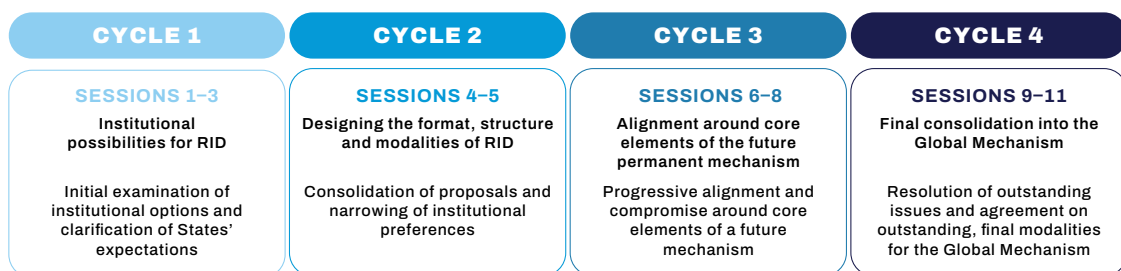 CYCLE 1
SESSIONS 1–3
Institutional
possibilities for RID
Initial examination of
institutional options and
clarification of States’
expectations
CYCLE 2
SESSIONS 4–5
Designing the format, structure
and modalities of RID
Consolidation of proposals and
narrowing of institutional
preferences
CYCLE 3
SESSIONS 6–8
Alignment around core
elements of the future
permanent mechanism
Progressive alignment and
compromise around core
elements of a future
mechanism
CYCLE 4
SESSIONS 9–11
Final consolidation into the
Global Mechanism
Resolution of outstanding
issues and agreement on
outstanding, final modalities
for the Global Mechanism